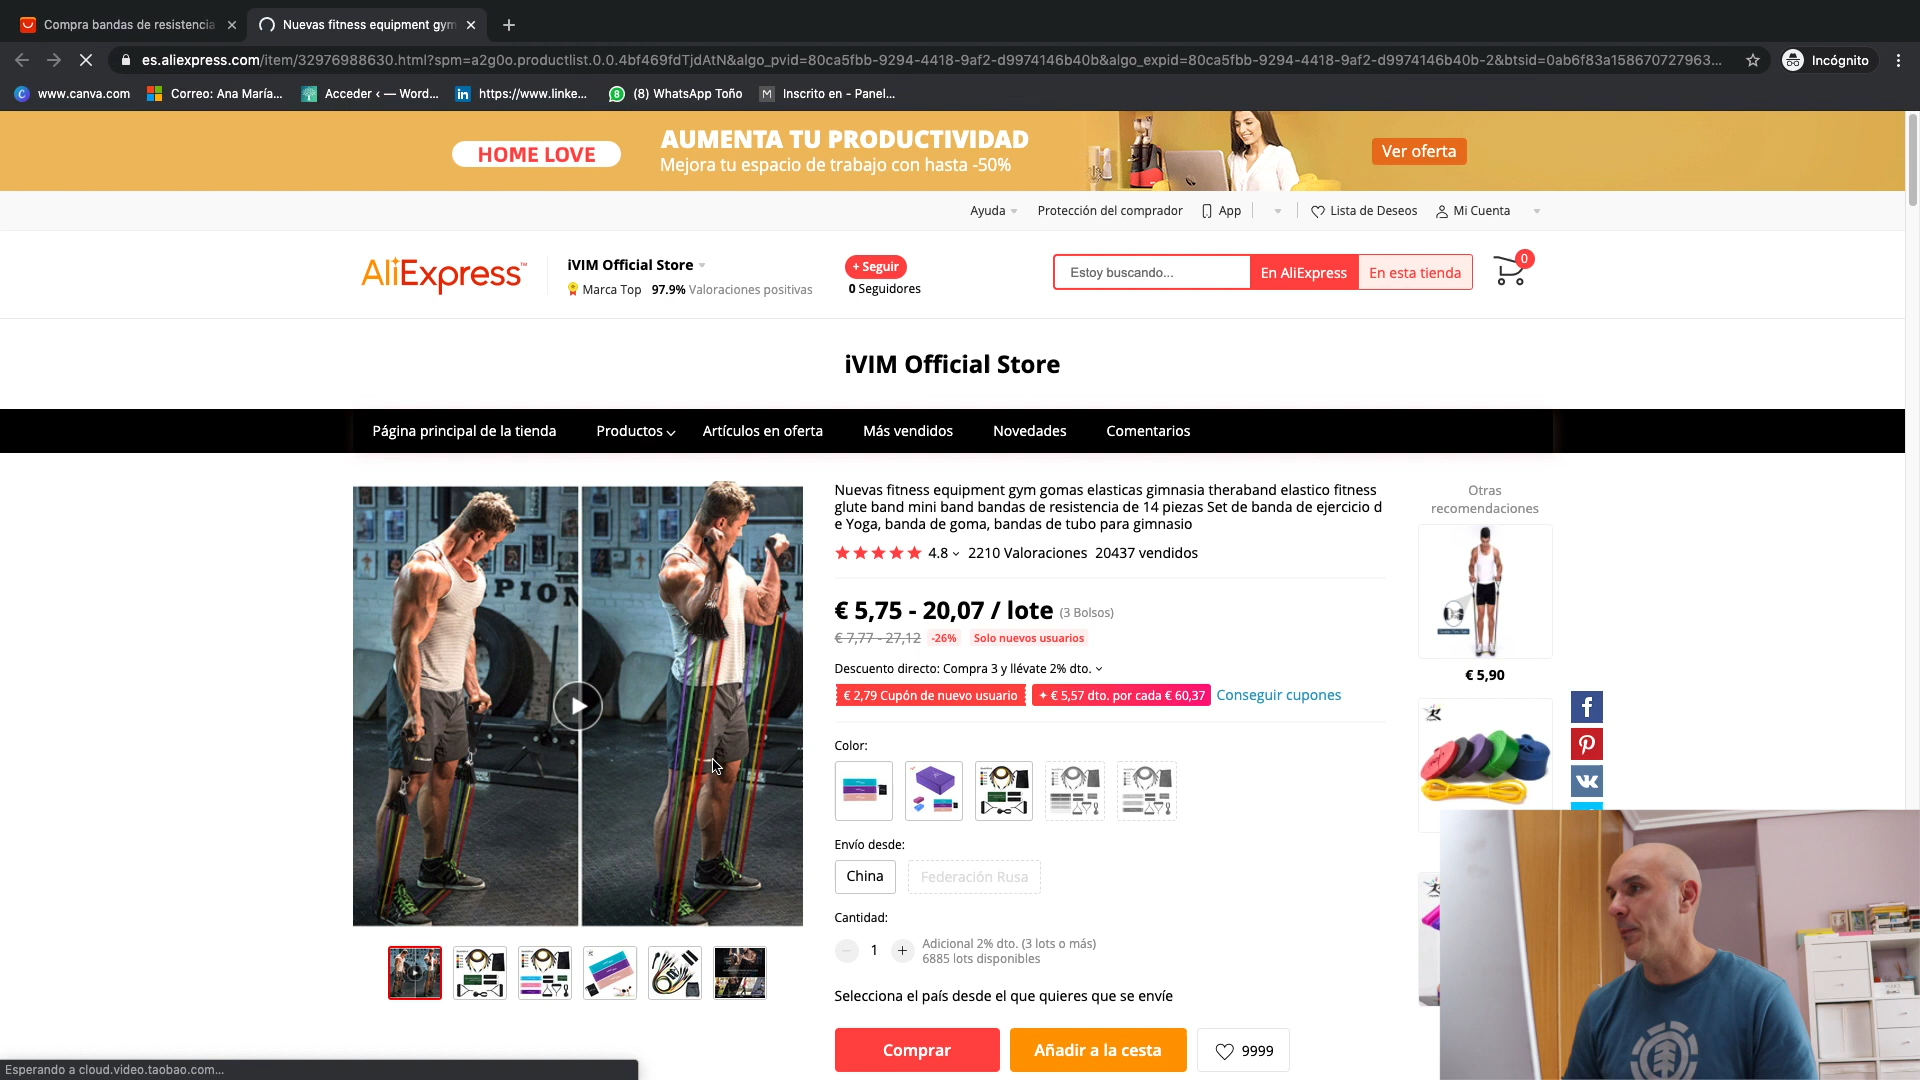 Compra bandas de resistencia
Nuevas fitness equipment gym
es.aliexpress.com/item/32976988630.html?spm=a2g0o.productlist.0.0.4bf469fdTjdAtN&algo_pvid=80ca5fbb-9294-4418-9af2-d9974146b40b&algo_expid=80ca5fbb-9294-4418-9af2-d9974146b40b-2&btsid=0ab6f83a158670727963...
Incógnito
www.canva.com
Correo: Ana María...
Acceder ‹ — Word...
https://www.linke...
(8) WhatsApp Toño
Inscrito en - Panel...
HOME LOVE
AUMENTA TU PRODUCTIVIDAD
Mejora tu espacio de trabajo con hasta -50%
Ver oferta
Ayuda
Protección del comprador
App
Lista de Deseos
Mi Cuenta
AliExpress™
iVIM Official Store
Marca Top 97.9% Valoraciones positivas
+ Seguir
0 Seguidores
Estoy buscando...
En AliExpress
En esta tienda
0
iVIM Official Store
Página principal de la tienda
Productos
Artículos en oferta
Más vendidos
Novedades
Comentarios
Nuevas fitness equipment gym gomas elasticas gimnasia theraband elastico fitness
glute band mini band bandas de resistencia de 14 piezas Set de banda de ejercicio d
e Yoga, banda de goma, bandas de tubo para gimnasio
4.8 2210 Valoraciones 20437 vendidos
€ 5,75 - 20,07 / lote (3 Bolsos)
€ 7,77 - 27,12 -26% Solo nuevos usuarios
Descuento directo: Compra 3 y llévate 2% dto.
€ 2,79 Cupón de nuevo usuario
€ 5,57 dto. por cada € 60,37
Conseguir cupones
Color:
Envío desde:
China
Federación Rusa
Cantidad:
− 1 +
Adicional 2% dto. (3 lots o más)
6885 lots disponibles
Selecciona el país desde el que quieres que se envíe
Comprar
Añadir a la cesta
9999
Otras
recomendaciones
€ 5,90
PION
Esperando a cloud.video.taobao.com...